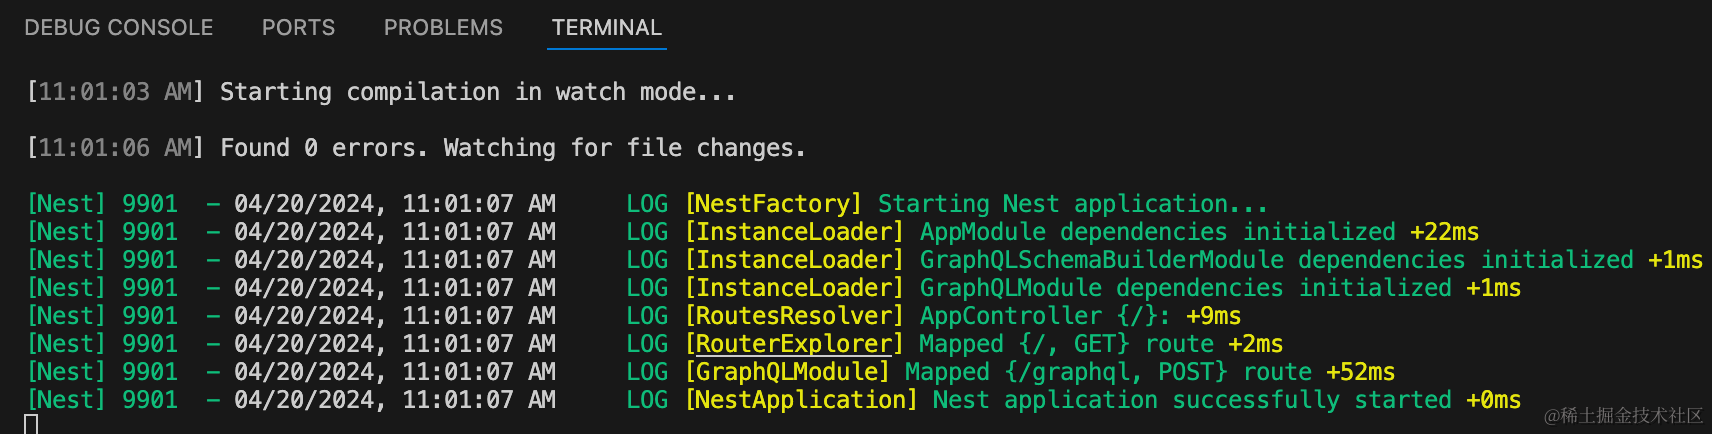 DEBUG CONSOLE PORTS PROBLEMS TERMINAL
[11:01:03 AM] Starting compilation in watch mode...
[11:01:06 AM] Found 0 errors. Watching for file changes.
[Nest] 9901  - 04/20/2024, 11:01:07 AM     LOG [NestFactory] Starting Nest application...
[Nest] 9901  - 04/20/2024, 11:01:07 AM     LOG [InstanceLoader] AppModule dependencies initialized +22ms
[Nest] 9901  - 04/20/2024, 11:01:07 AM     LOG [InstanceLoader] GraphQLSchemaBuilderModule dependencies initialized +1ms
[Nest] 9901  - 04/20/2024, 11:01:07 AM     LOG [InstanceLoader] GraphQLModule dependencies initialized +1ms
[Nest] 9901  - 04/20/2024, 11:01:07 AM     LOG [RoutesResolver] AppController {/}: +9ms
[Nest] 9901  - 04/20/2024, 11:01:07 AM     LOG [RouterExplorer] Mapped {/, GET} route +2ms
[Nest] 9901  - 04/20/2024, 11:01:07 AM     LOG [GraphQLModule] Mapped {/graphql, POST} route +52ms
[Nest] 9901  - 04/20/2024, 11:01:07 AM     LOG [NestApplication] Nest application successfully started +0ms
@稀土掘金技术社区